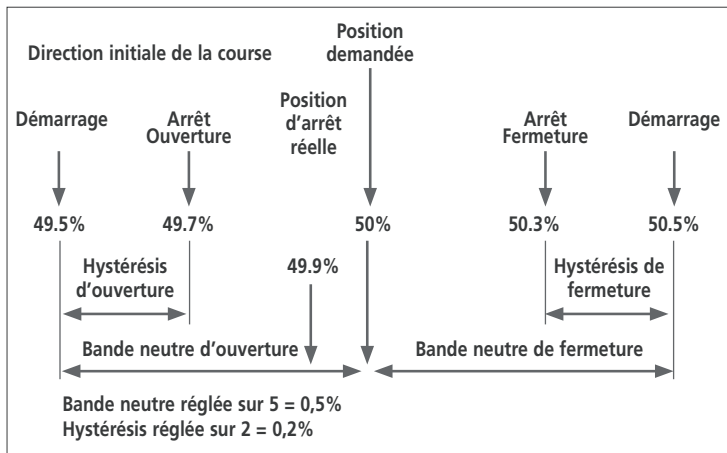 Direction initiale de la course
Position
demandée
Position
d'arrêt
réelle
Démarrage
Arrêt
Ouverture
Arrêt
Fermeture
Démarrage
49.5%
49.7%
50%
50.3%
50.5%
49.9%
Hystérésis
d'ouverture
Hystérésis de
fermeture
Bande neutre d'ouverture
Bande neutre de fermeture
Bande neutre réglée sur 5 = 0,5%
Hystérésis réglée sur 2 = 0,2%